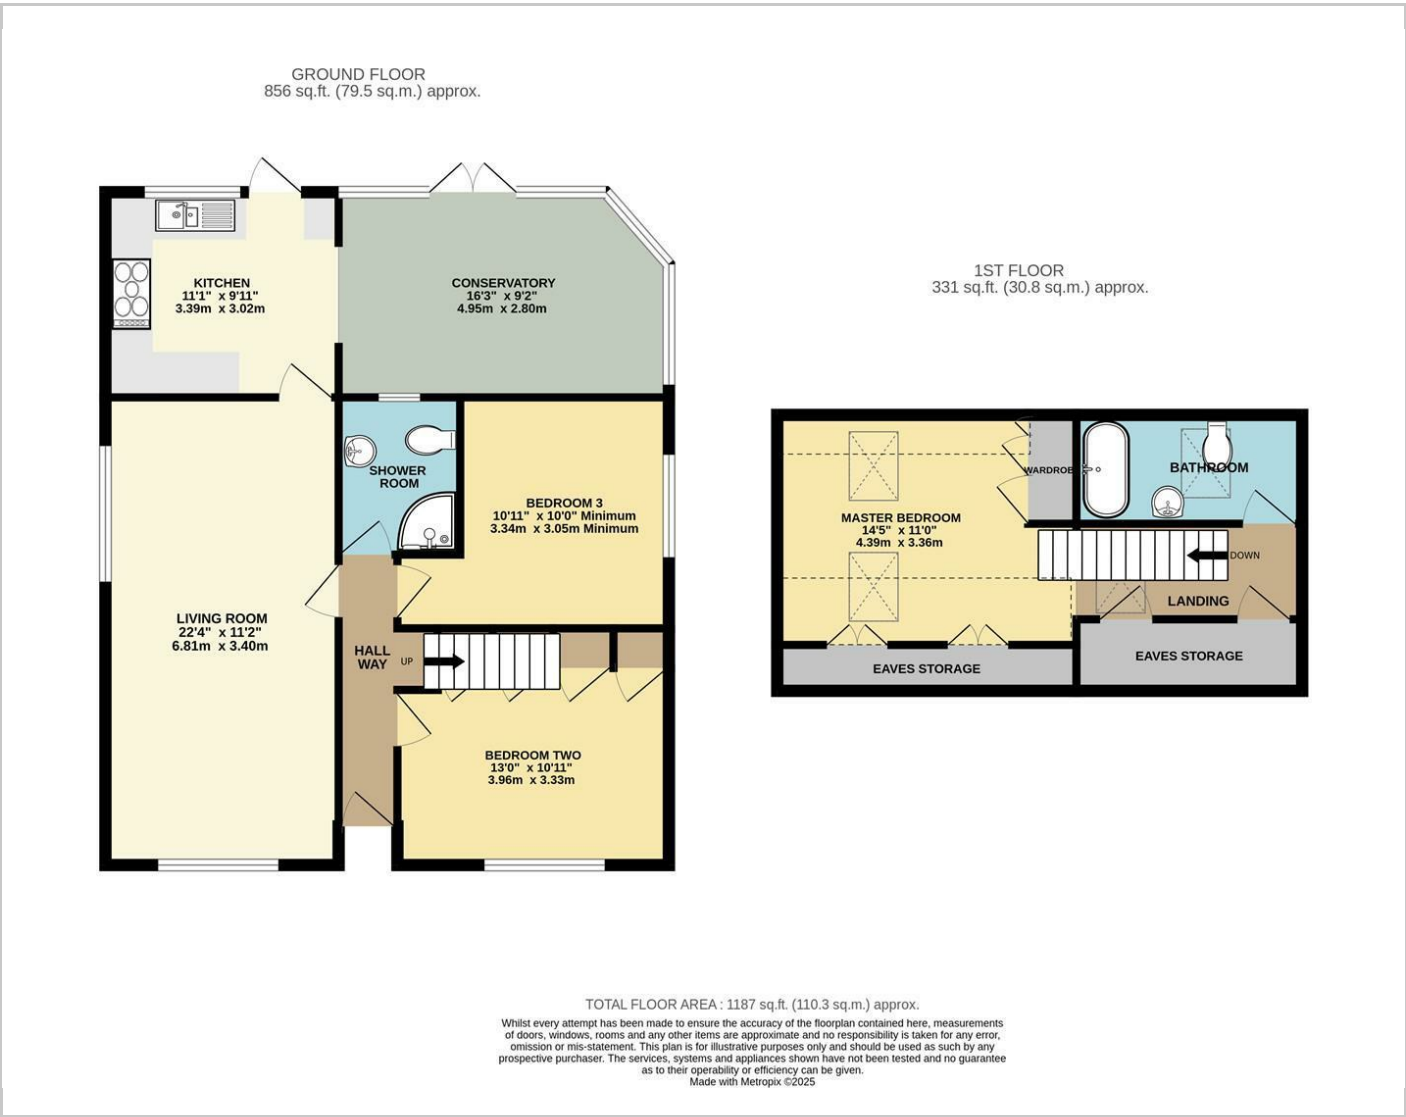 GROUND FLOOR
856 sq.ft. (79.5 sq.m.) approx.
KITCHEN
11'1" x 9'11"
3.39m x 3.02m
CONSERVATORY
16'3" x 9'2"
4.95m x 2.80m
SHOWER
ROOM
BEDROOM 3
10'11" x 10'0" Minimum
3.34m x 3.05m Minimum
LIVING ROOM
22'4" x 11'2"
6.81m x 3.40m
HALL
WAY
UP
BEDROOM TWO
13'0" x 10'11"
3.96m x 3.33m
1ST FLOOR
331 sq.ft. (30.8 sq.m.) approx.
WARDROBE
BATHROOM
MASTER BEDROOM
14'5" x 11'0"
4.39m x 3.36m
DOWN
LANDING
EAVES STORAGE
EAVES STORAGE
TOTAL FLOOR AREA : 1187 sq.ft. (110.3 sq.m.) approx.
Whilst every attempt has been made to ensure the accuracy of the floorplan contained here, measurements
of doors, windows, rooms and any other items are approximate and no responsibility is taken for any error,
omission or mis-statement. This plan is for illustrative purposes only and should be used as such by any
prospective purchaser. The services, systems and appliances shown have not been tested and no guarantee
as to their operability or efficiency can be given.
Made with Metropix ©2025